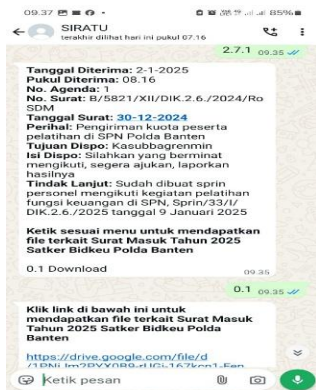 09.37
85%
SIRATU
terakhir dilihat hari ini pukul 07.16
2.7.1 09.35
Tanggal Diterima: 2-1-2025
Pukul Diterima: 08.16
No. Agenda: 1
No. Surat: B/5821/XII/DIK.2.6./2024/Ro
SDM
Tanggal Surat: 30-12-2024
Perihal: Pengiriman kuota peserta
pelatihan di SPN Polda Banten
Tujuan Dispo: Kasubbagrenmin
Isi Dispo: Silahkan yang berminat
mengikuti, segera ajukan, laporkan
hasilnya
Tindak Lanjut: Sudah dibuat sprin
personel mengikuti kegiatan pelatihan
fungsi keuangan di SPN, Sprin/33/I/
DIK.2.6./2025 tanggal 9 Januari 2025
Ketik sesuai menu untuk mendapatkan
file terkait Surat Masuk Tahun 2025
Satker Bidkeu Polda Banten
0.1 Download
09.35
0.1 09.35
Klik link di bawah ini untuk
mendapatkan file terkait Surat Masuk
Tahun 2025 Satker Bidkeu Polda
Banten
https://drive.google.com/file/d
Ketik pesan